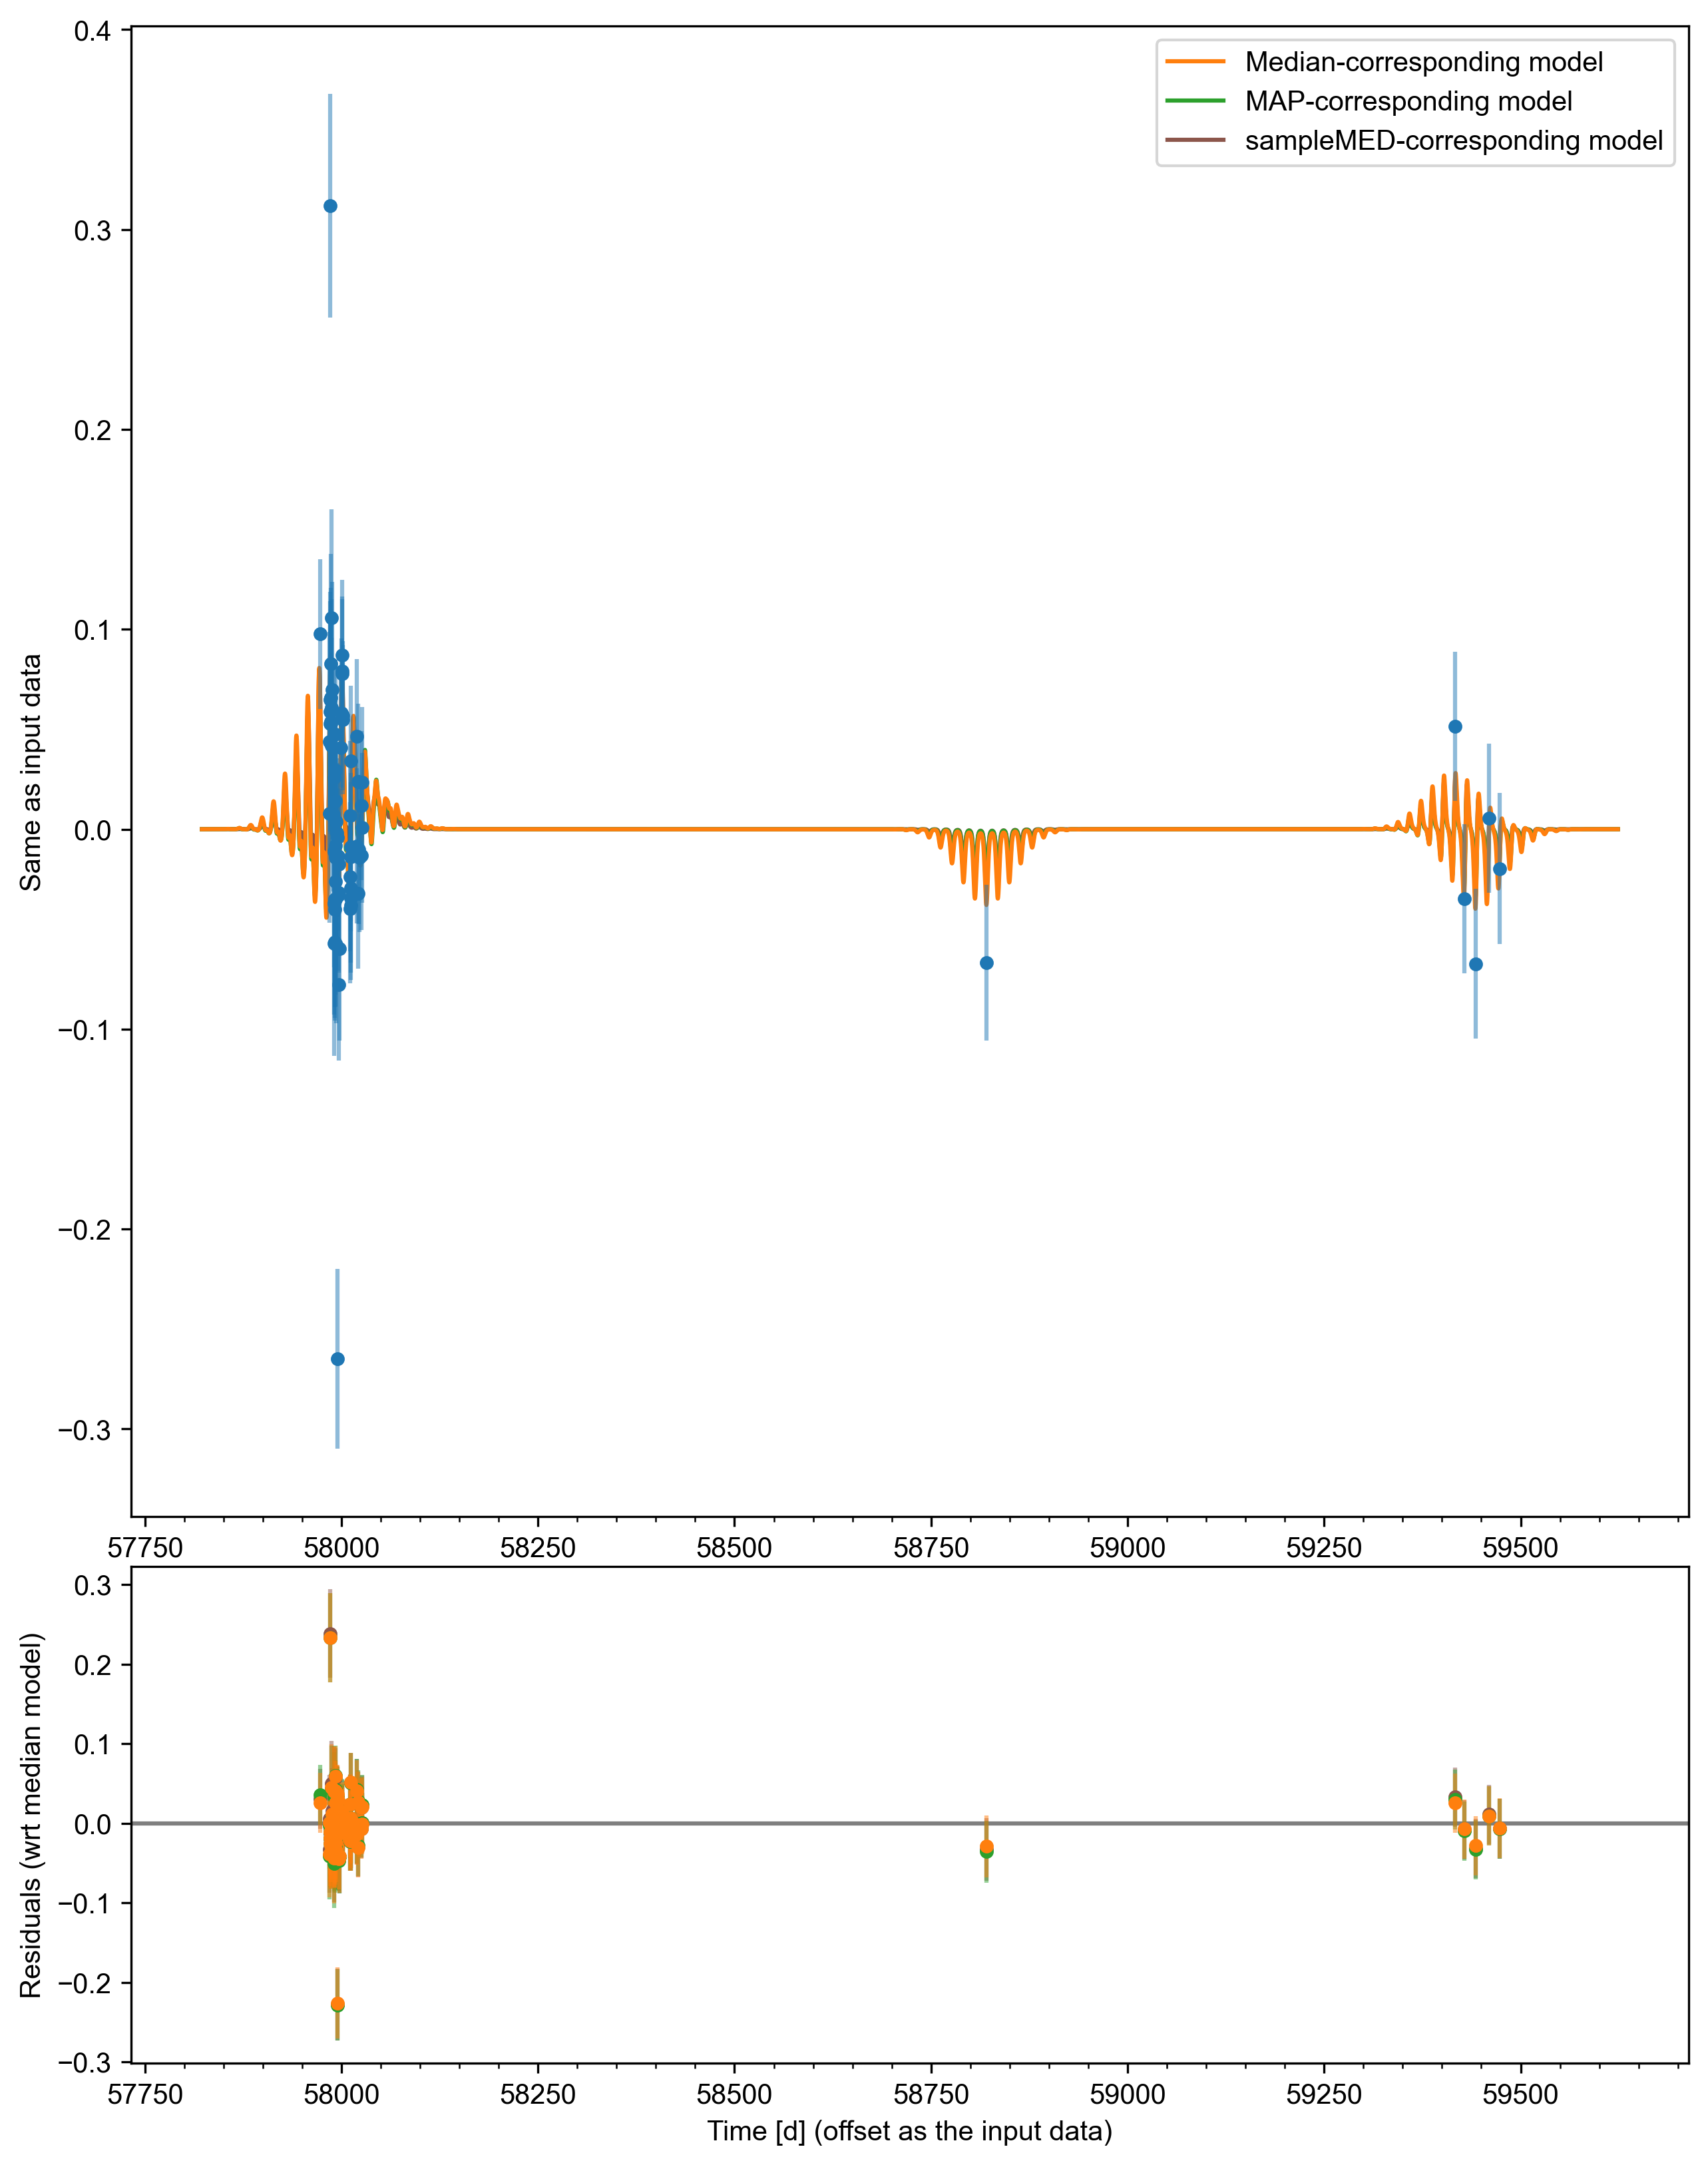 Median-corresponding model
MAP-corresponding model
sampleMED-corresponding model
Same as input data
0.4
0.3
0.2
0.1
0.0
−0.1
−0.2
−0.3
57750 58000 58250 58500 58750 59000 59250 59500
Residuals (wrt median model)
0.3
0.2
0.1
0.0
−0.1
−0.2
−0.3
57750 58000 58250 58500 58750 59000 59250 59500
Time [d] (offset as the input data)